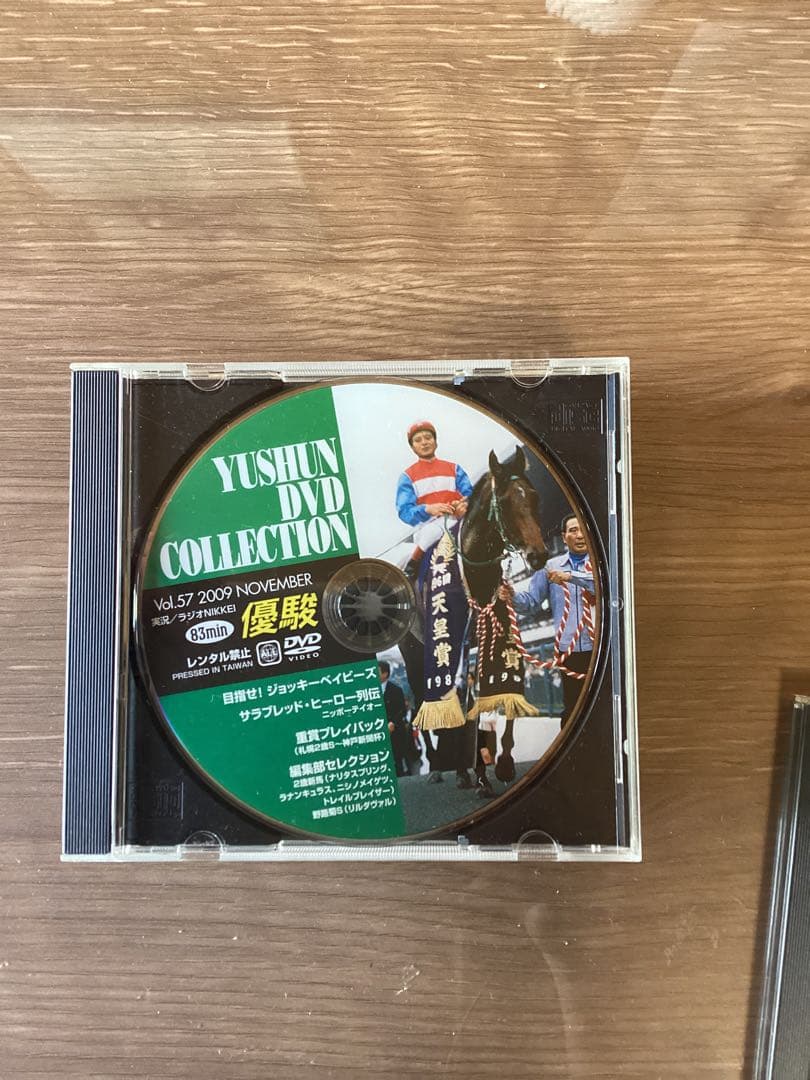 YUSHUN
DVD
COLLECTION
Vol.57 2009 NOVEMBER
実況/ラジオNIKKEI
83min
優駿
レンタル禁止
ALL
DVD
VIDEO
PRESSED IN TAIWAN
目指せ!ジョッキーベイビーズ
サラブレッド・ヒーロー列伝
ニッポーテイオー
重賞プレイバック
(札幌2歳S〜神戸新聞杯)
編集部セレクション
2歳新馬(ナリタスプリング、
ラナンキュラス、ニシノメイゲツ、
トレイルブレイザー)
野路菊S(リルダヴァル)
天皇賞
198
賞
19